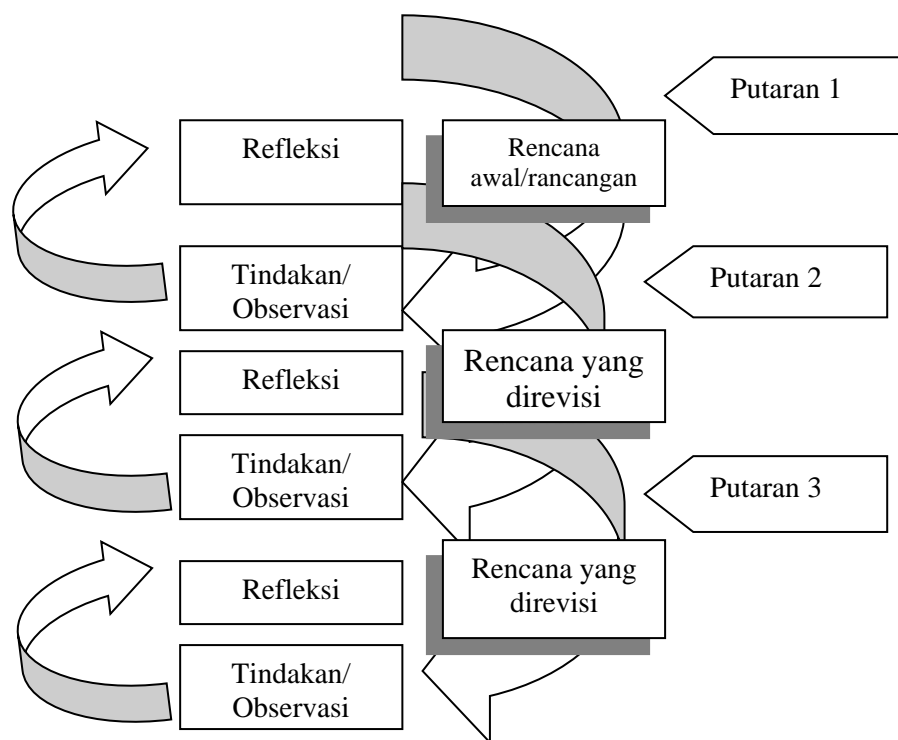 Putaran 1
Refleksi
Rencana
awal/rancangan
Tindakan/
Observasi
Putaran 2
Refleksi
Rencana yang
direvisi
Tindakan/
Observasi
Putaran 3
Refleksi
Rencana yang
direvisi
Tindakan/
Observasi